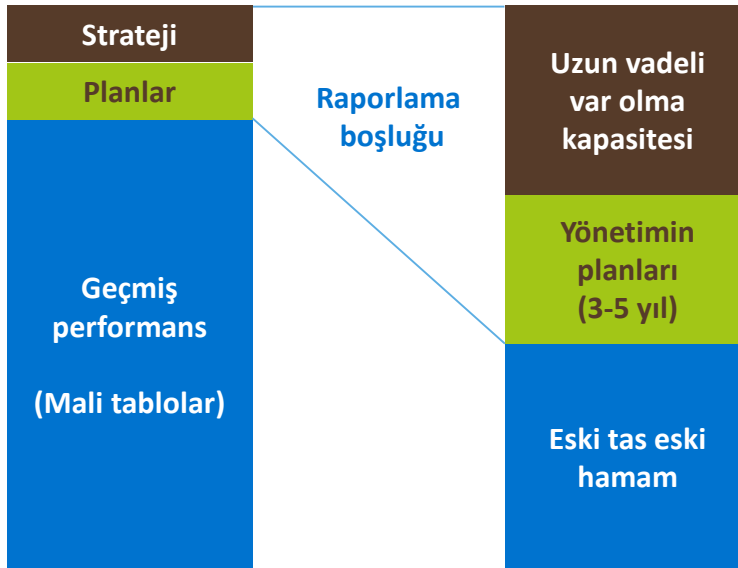 Strateji
Planlar
Geçmiş
performans
(Mali tablolar)
Raporlama
boşluğu
Uzun vadeli
var olma
kapasitesi
Yönetimin
planları
(3-5 yıl)
Eski tas eski
hamam